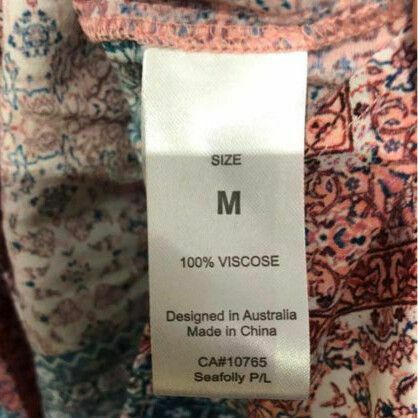 SIZE
M
100% VISCOSE
Designed in Australia
Made in China
CA#10765
Seafolly P/L